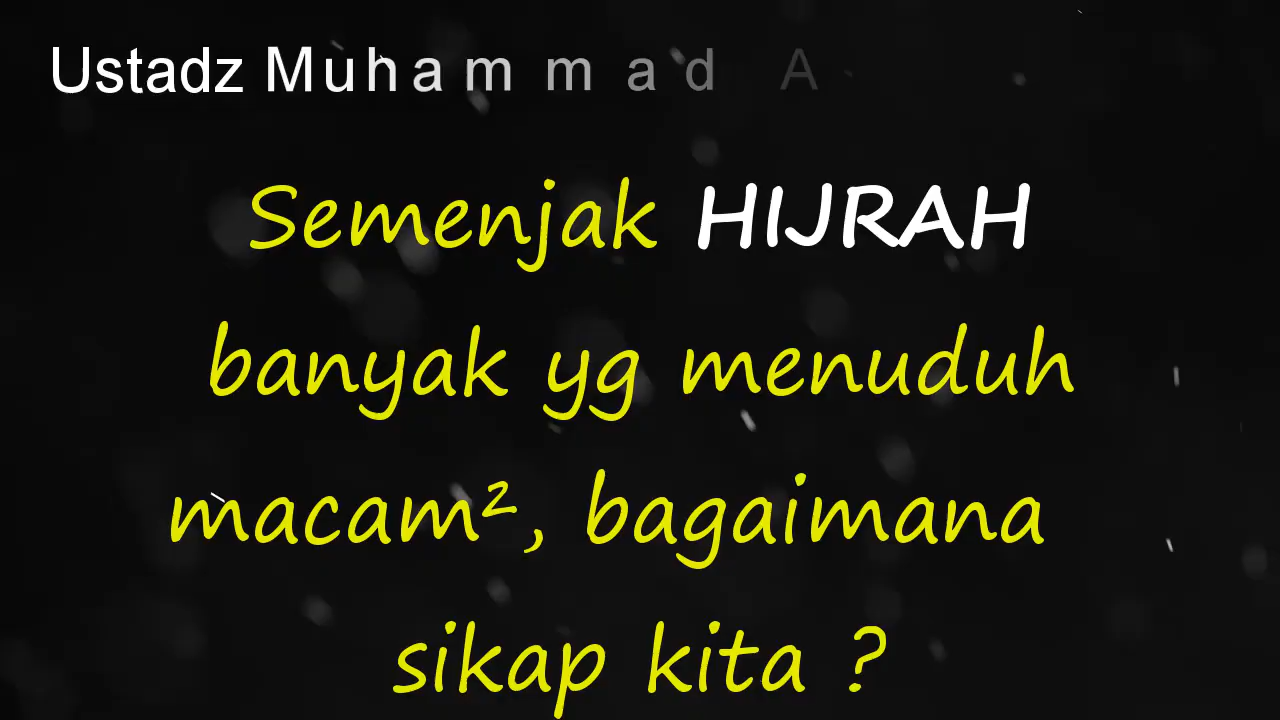 Ustadz Muhammad A
Semenjak HIJRAH
banyak yg menuduh
macam², bagaimana
sikap kita ?